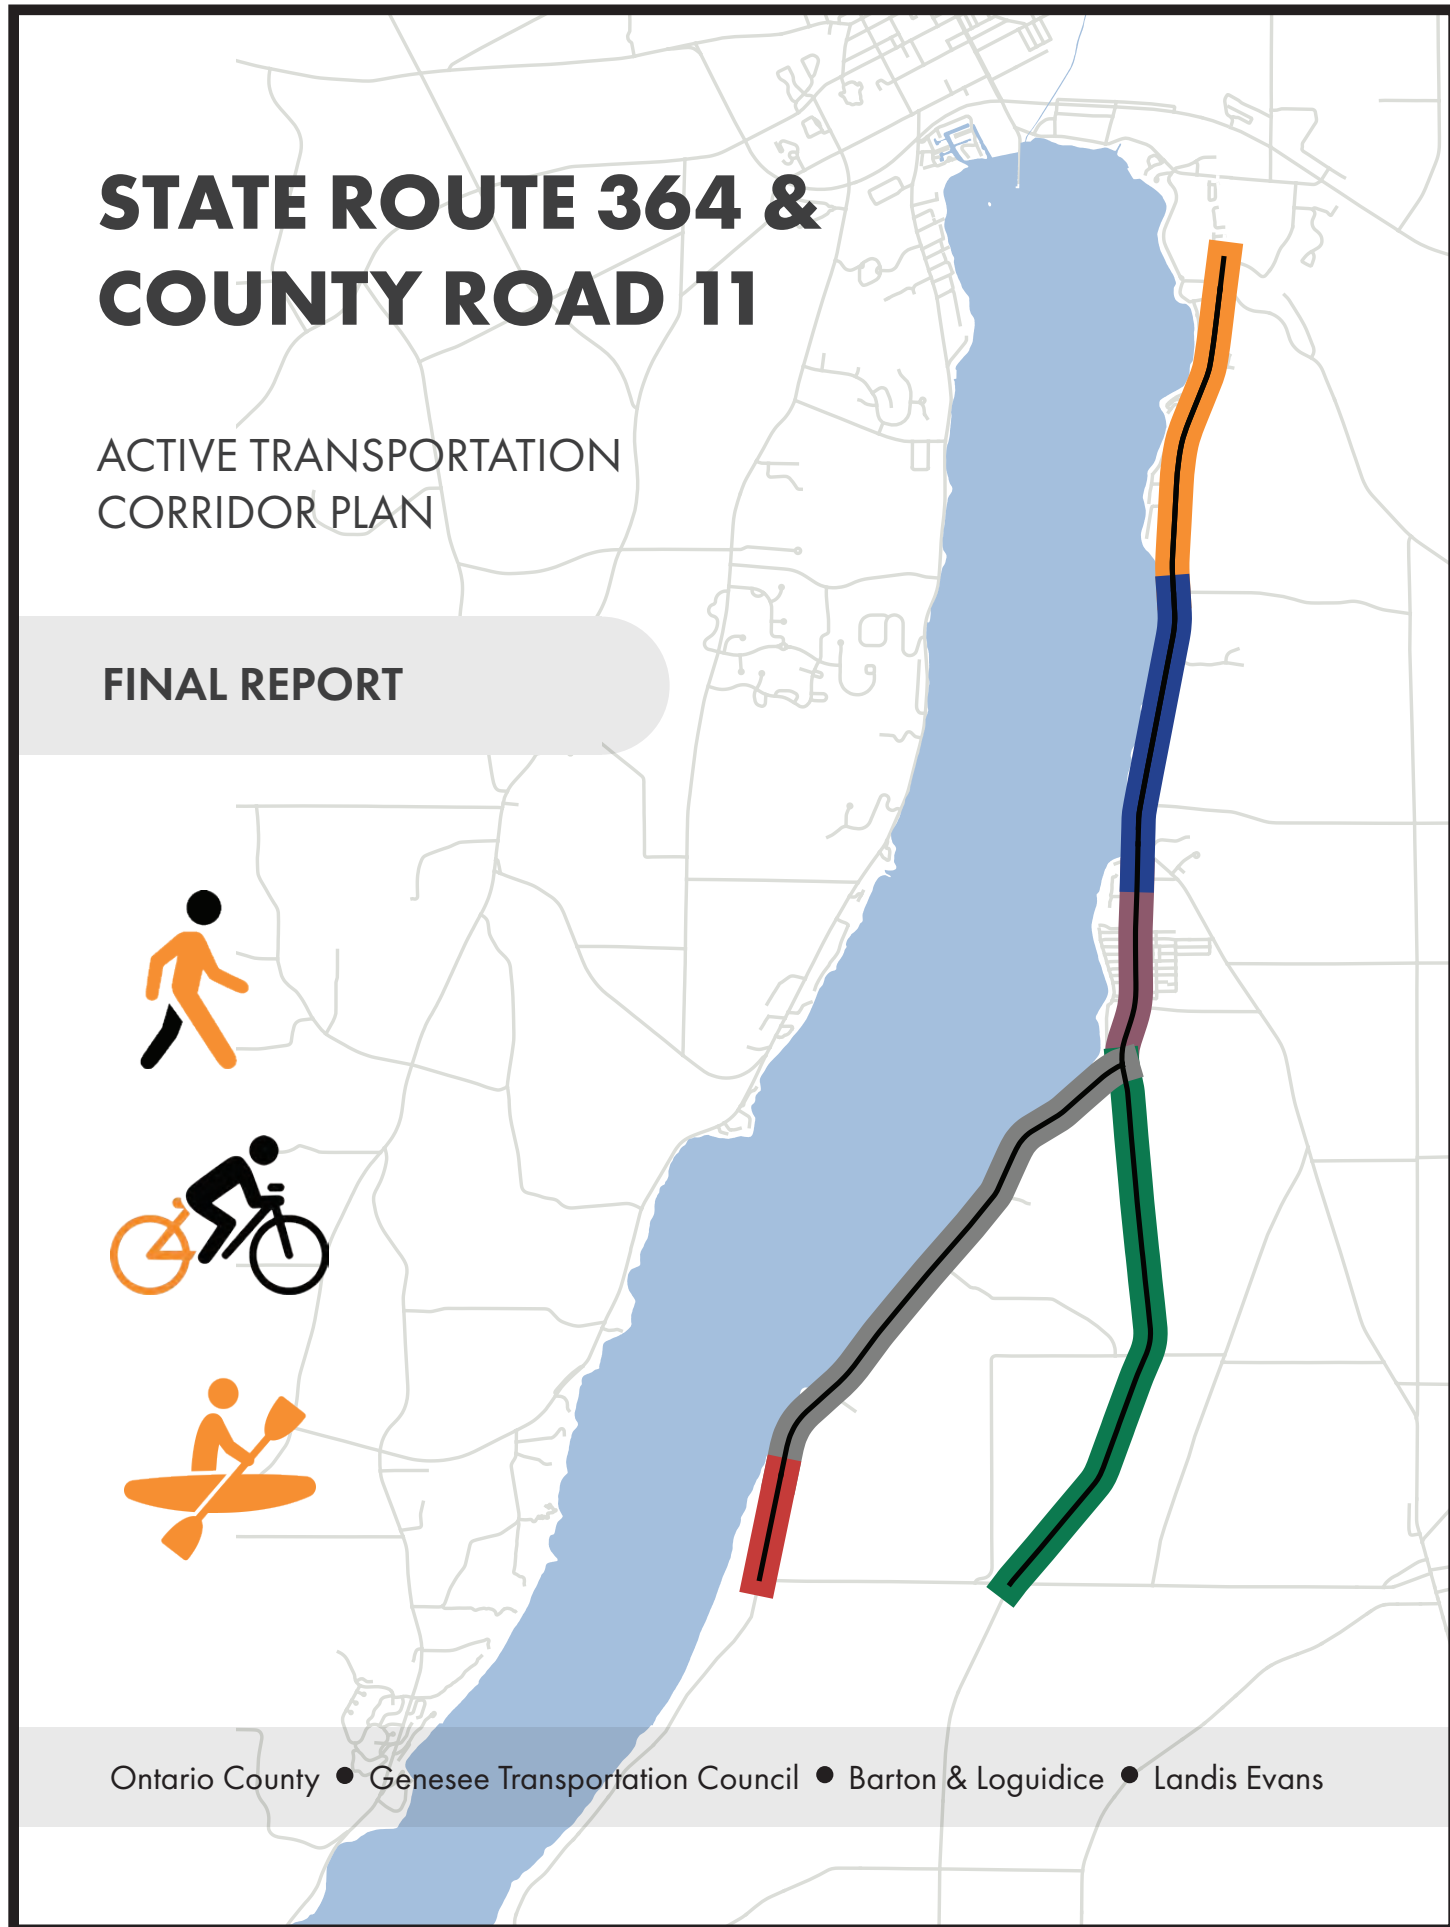 STATE ROUTE 364 &
COUNTY ROAD 11
ACTIVE TRANSPORTATION
CORRIDOR PLAN
FINAL REPORT
Ontario County ● Genesee Transportation Council ● Barton & Loguidice ● Landis Evans